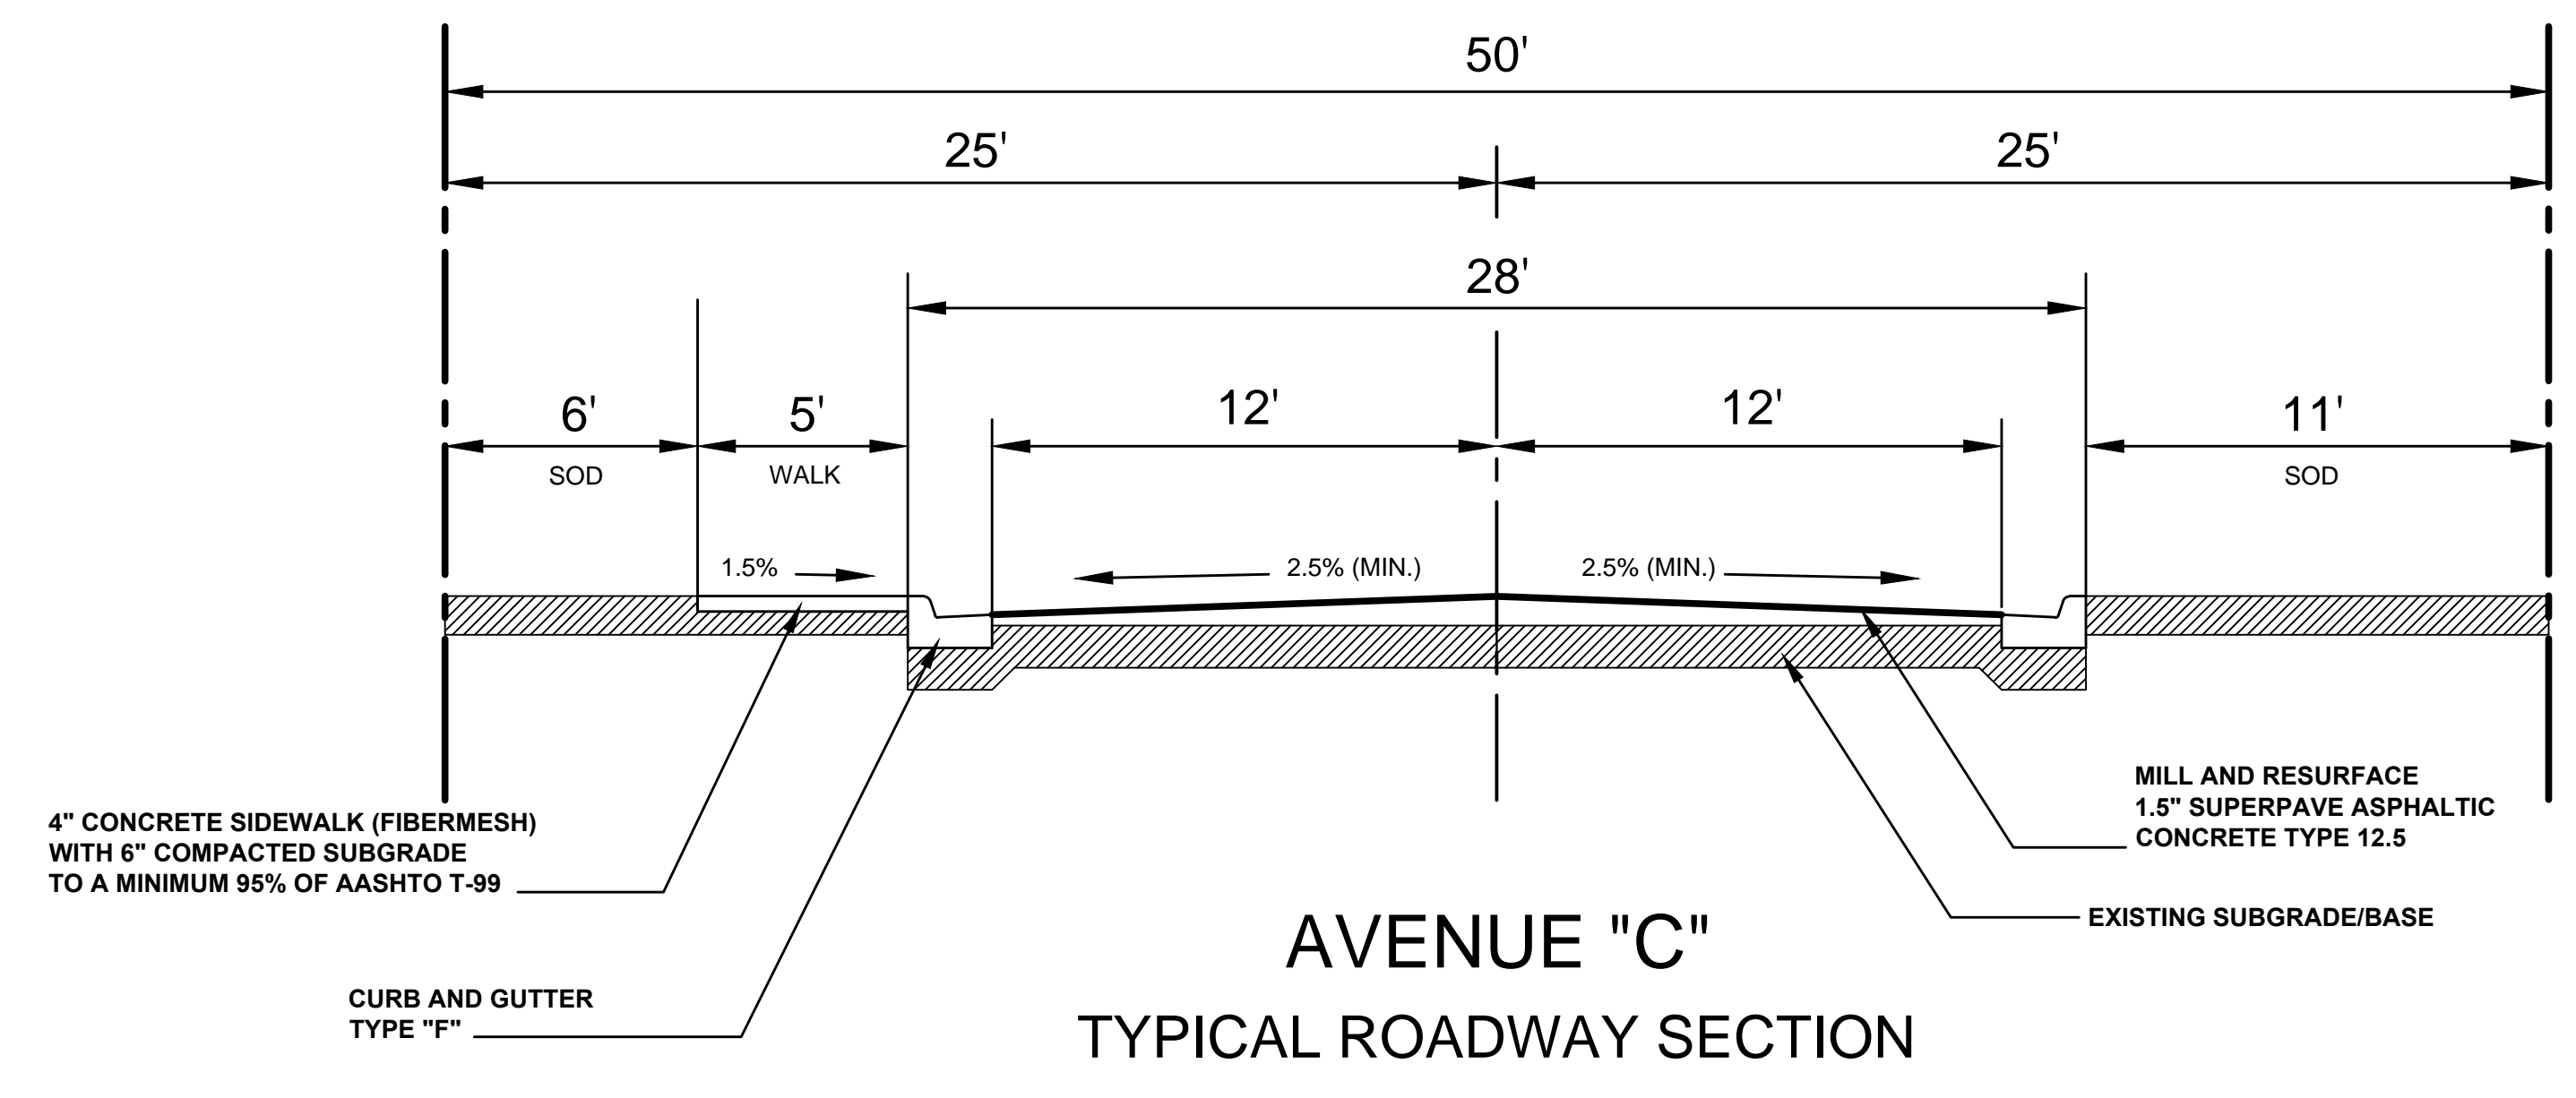 50'
25'
25'
28'
6'
5'
12'
12'
11'
SOD
WALK
SOD
1.5%
2.5% (MIN.)
2.5% (MIN.)
MILL AND RESURFACE
1.5" SUPERPAVE ASPHALTIC
CONCRETE TYPE 12.5
4" CONCRETE SIDEWALK (FIBERMESH)
WITH 6" COMPACTED SUBGRADE
TO A MINIMUM 95% OF AASHTO T-99
EXISTING SUBGRADE/BASE
CURB AND GUTTER
TYPE "F"
AVENUE "C"
TYPICAL ROADWAY SECTION